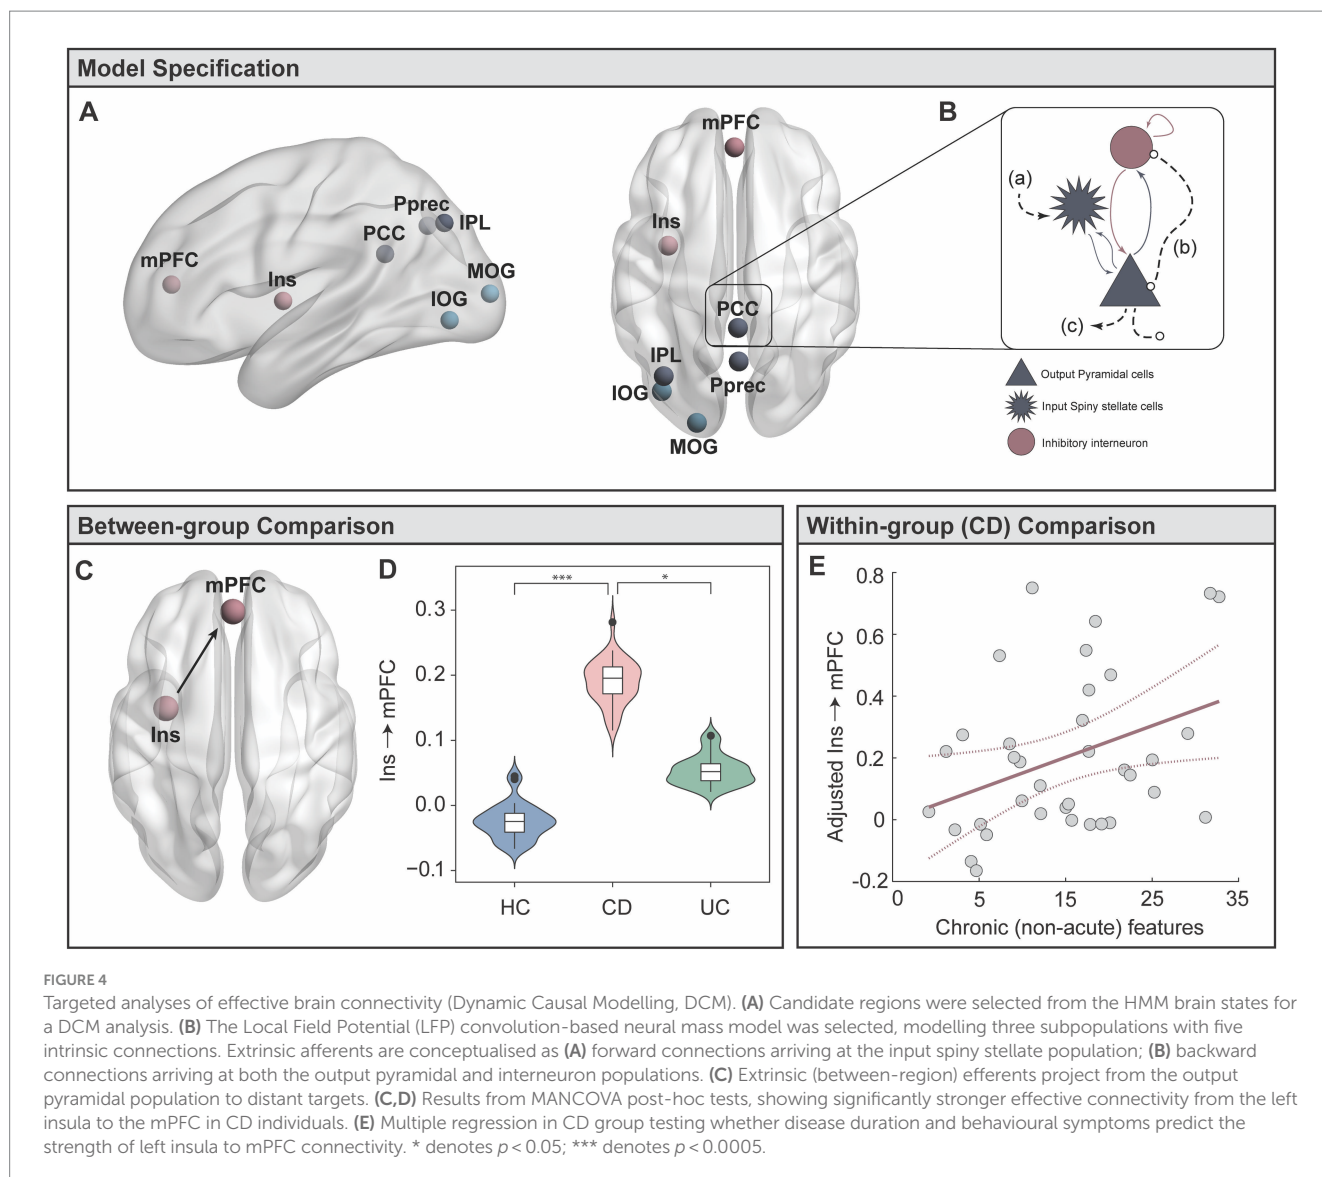 Model Specification
A
mPFC
Ins
PCC
Pprec
IPL
MOG
IOG
mPFC
Ins
PCC
IPL
IOG
Pprec
MOG
B
(a)
(b)
(c)
Output Pyramidal cells
Input Spiny stellate cells
Inhibitory interneuron
Between-group Comparison
C
mPFC
Ins
D
***
*
0.3
0.2
0.1
0.0
−0.1
Ins → mPFC
HC CD UC
Within-group (CD) Comparison
E
0.8
0.6
0.4
0.2
0
-0.2
Adjusted Ins → mPFC
0 5 15 25 35
Chronic (non-acute) features
FIGURE 4
Targeted analyses of effective brain connectivity (Dynamic Causal Modelling, DCM). (A) Candidate regions were selected from the HMM brain states for
a DCM analysis. (B) The Local Field Potential (LFP) convolution-based neural mass model was selected, modelling three subpopulations with five
intrinsic connections. Extrinsic afferents are conceptualised as (A) forward connections arriving at the input spiny stellate population; (B) backward
connections arriving at both the output pyramidal and interneuron populations. (C) Extrinsic (between-region) efferents project from the output
pyramidal population to distant targets. (C,D) Results from MANCOVA post-hoc tests, showing significantly stronger effective connectivity from the left
insula to the mPFC in CD individuals. (E) Multiple regression in CD group testing whether disease duration and behavioural symptoms predict the
strength of left insula to mPFC connectivity. * denotes p < 0.05; *** denotes p < 0.0005.